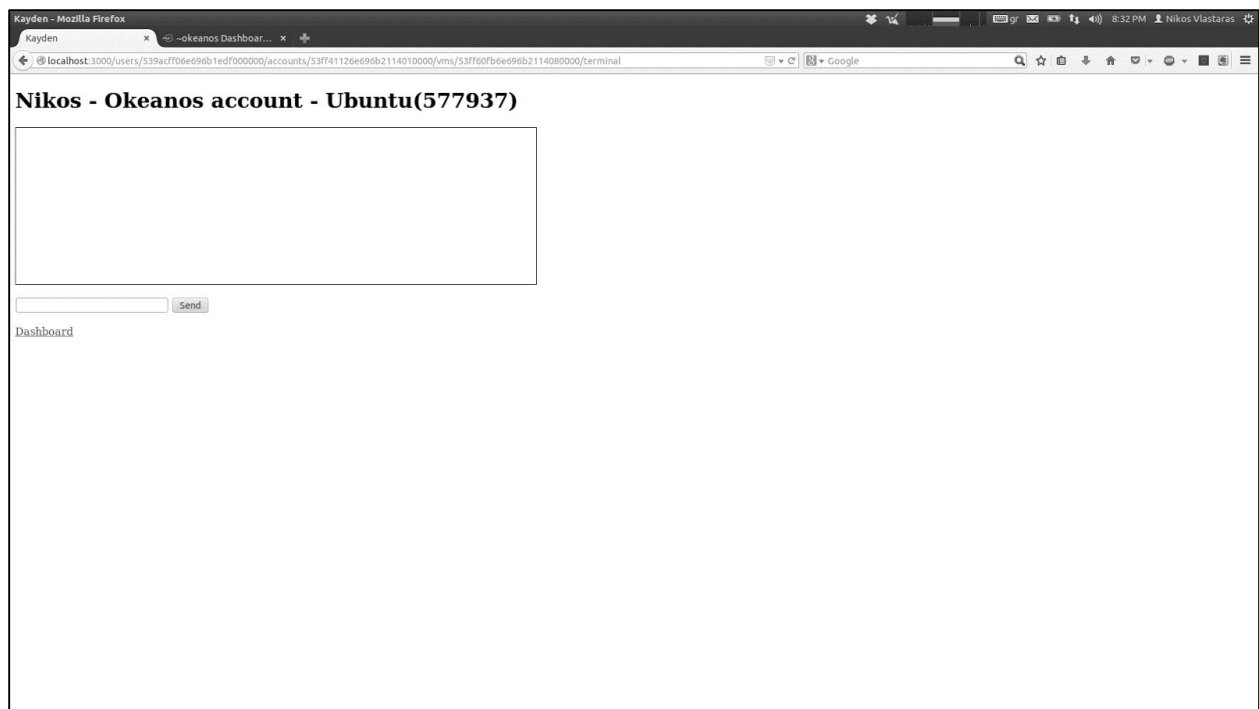 Kayden - Mozilla Firefox
gr 8:32 PM Nikos Vlastaras
Kayden × ~okeanos Dashboar... ×
localhost:3000/users/539acff06e696b1edf000000/accounts/53ff41126e696b2114010000/vms/53ff60fb6e696b2114080000/terminal Google
Nikos - Okeanos account - Ubuntu(577937)
Send
Dashboard